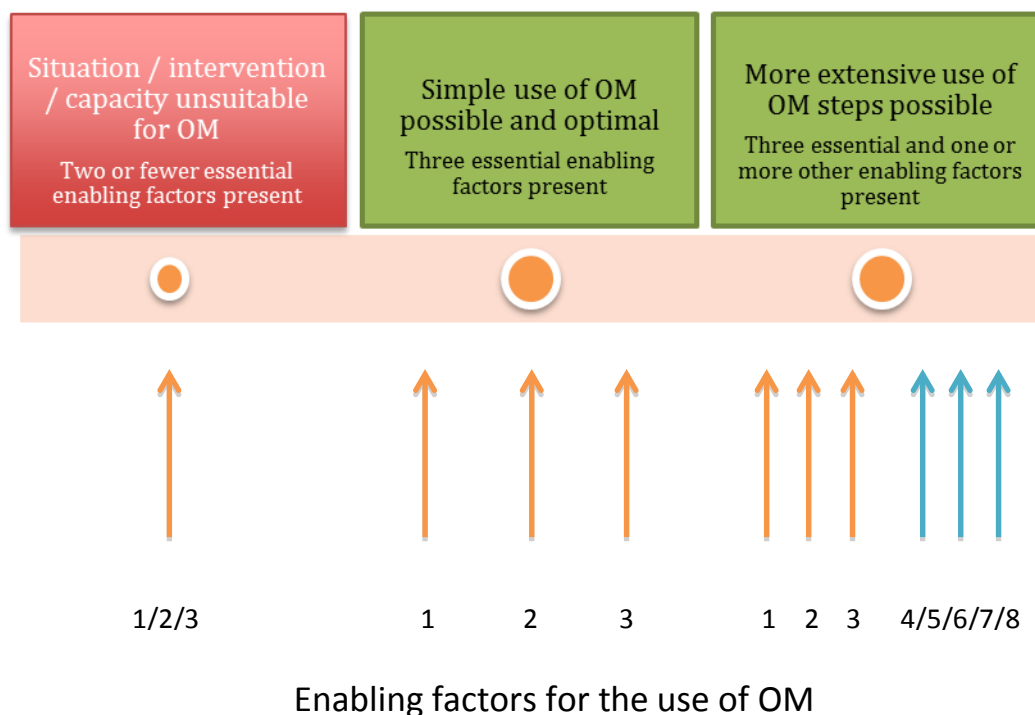 Situation / intervention
/ capacity unsuitable
for OM
Two or fewer essential
enabling factors present
Simple use of OM
possible and optimal
Three essential enabling
factors present
More extensive use of
OM steps possible
Three essential and one or
more other enabling factors
present
1/2/3
1
2
3
1
2
3
4/5/6/7/8
Enabling factors for the use of OM